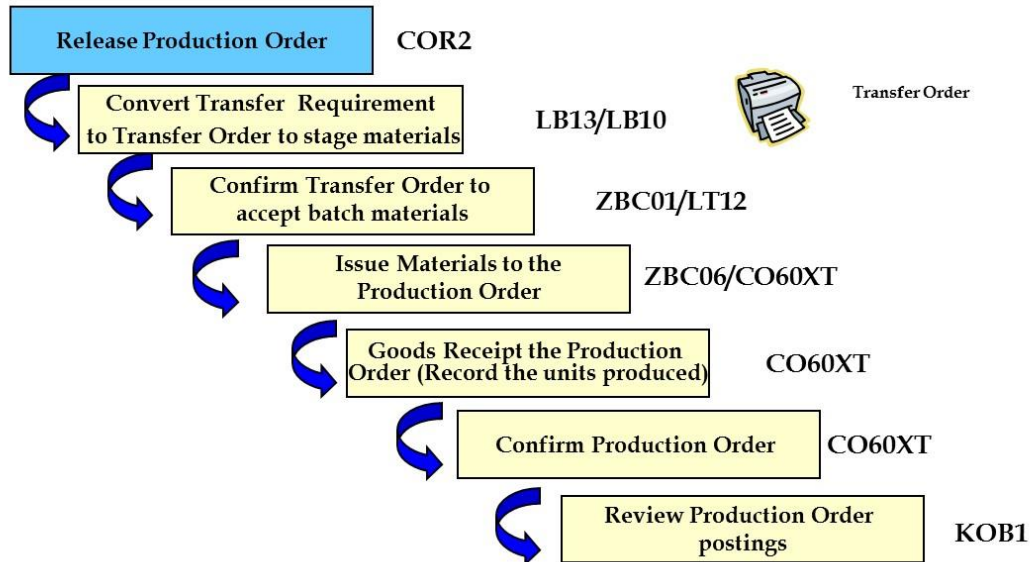 Release Production Order
COR2
Convert Transfer Requirement
to Transfer Order to stage materials
LB13/LB10
Transfer Order
Confirm Transfer Order to
accept batch materials
ZBC01/LT12
Issue Materials to the
Production Order
ZBC06/CO60XT
Goods Receipt the Production
Order (Record the units produced)
CO60XT
Confirm Production Order
CO60XT
Review Production Order
postings
KOB1